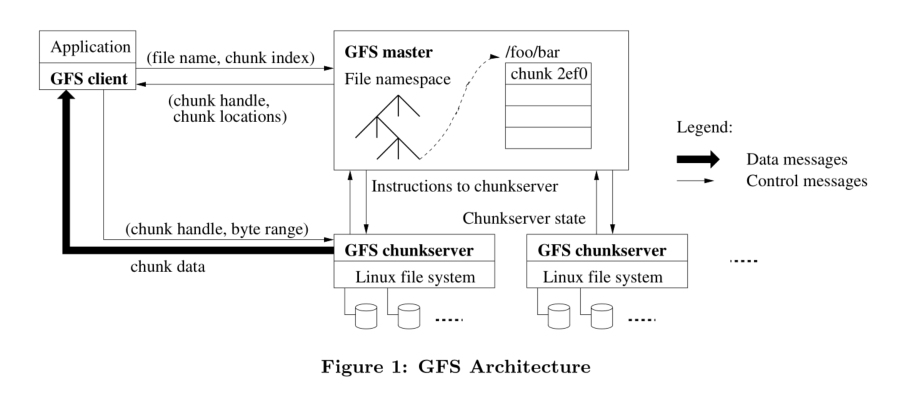 Application
GFS client
(file name, chunk index)
(chunk handle,
chunk locations)
GFS master
File namespace
/foo/bar
chunk 2ef0
Legend:
Data messages
Control messages
Instructions to chunkserver
Chunkserver state
(chunk handle, byte range)
chunk data
GFS chunkserver
Linux file system
GFS chunkserver
Linux file system
Figure 1: GFS Architecture